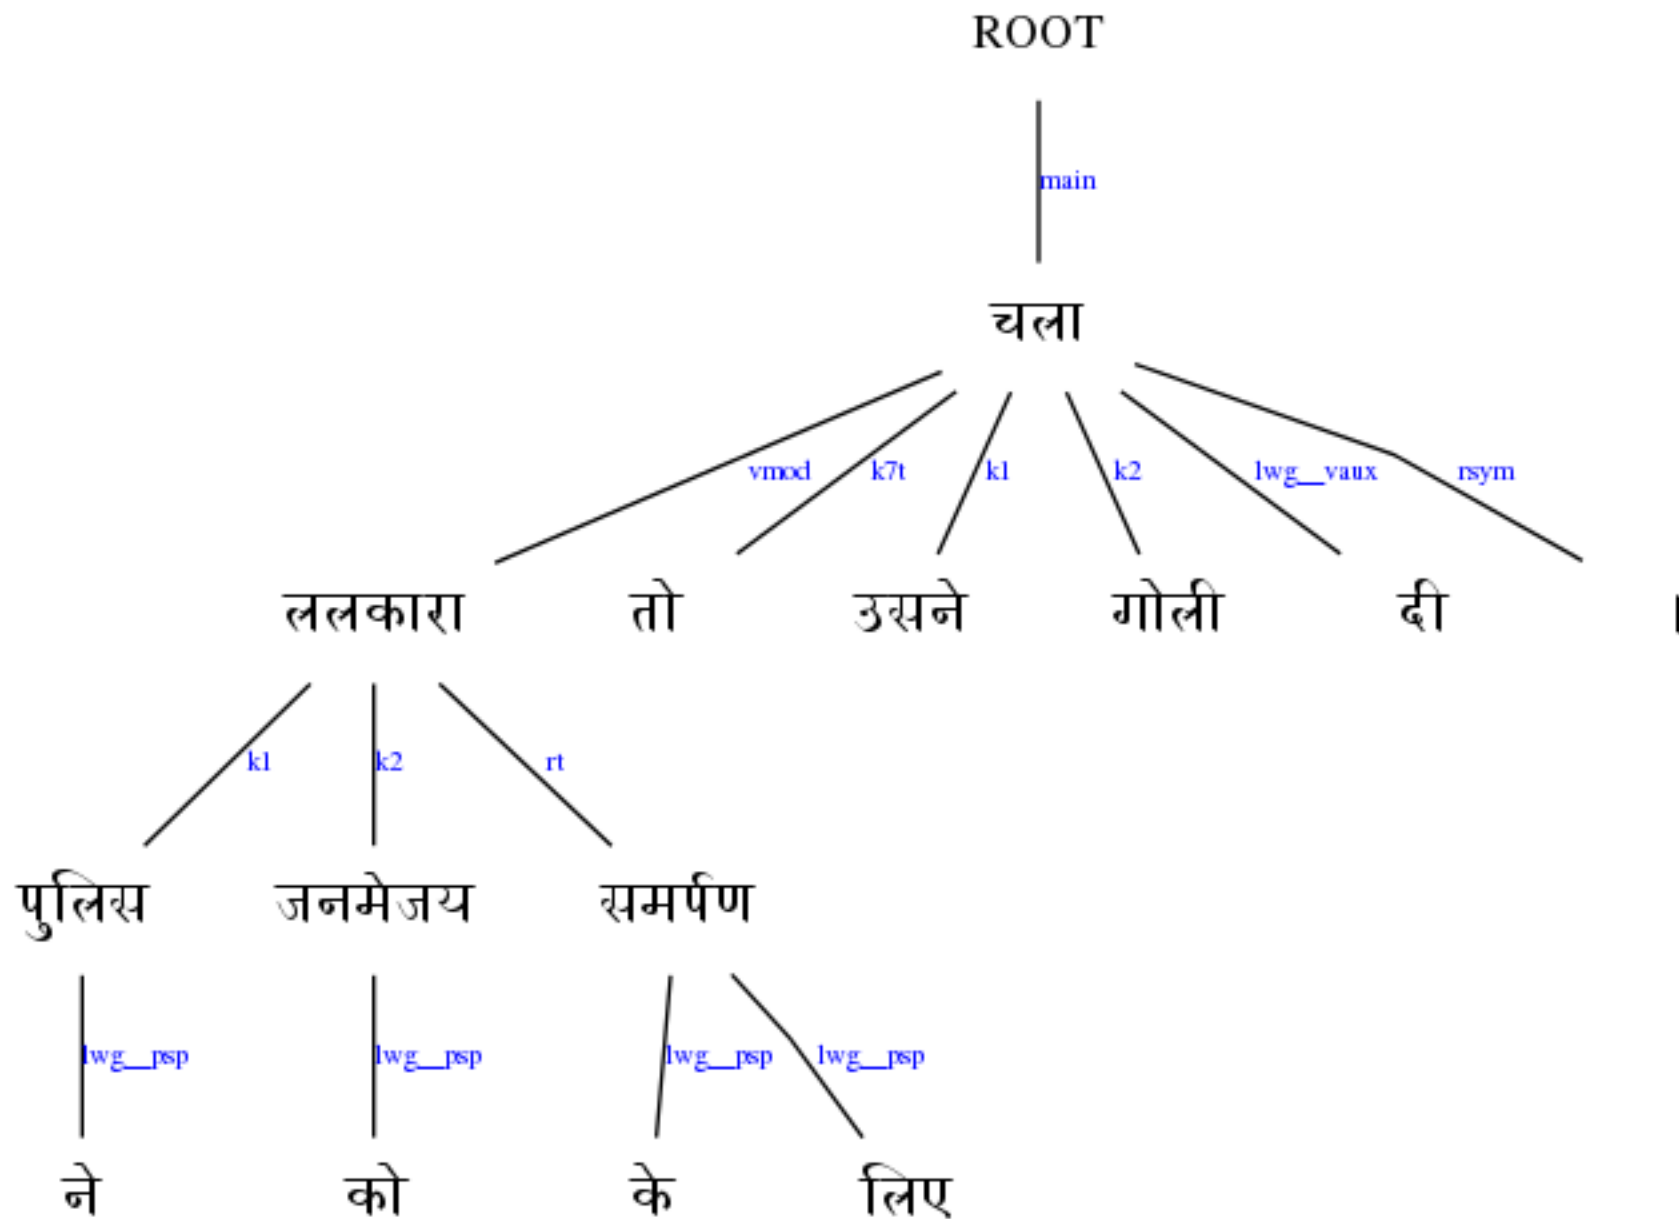 ROOT
main
चला
vmod k7t k1 k2 lwg__vaux rsym
ललकारा तो उसने गोली दी ।
k1 k2 rt
पुलिस जनमेजय समर्पण
lwg__psp lwg__psp lwg__psp lwg__psp
ने को के लिए